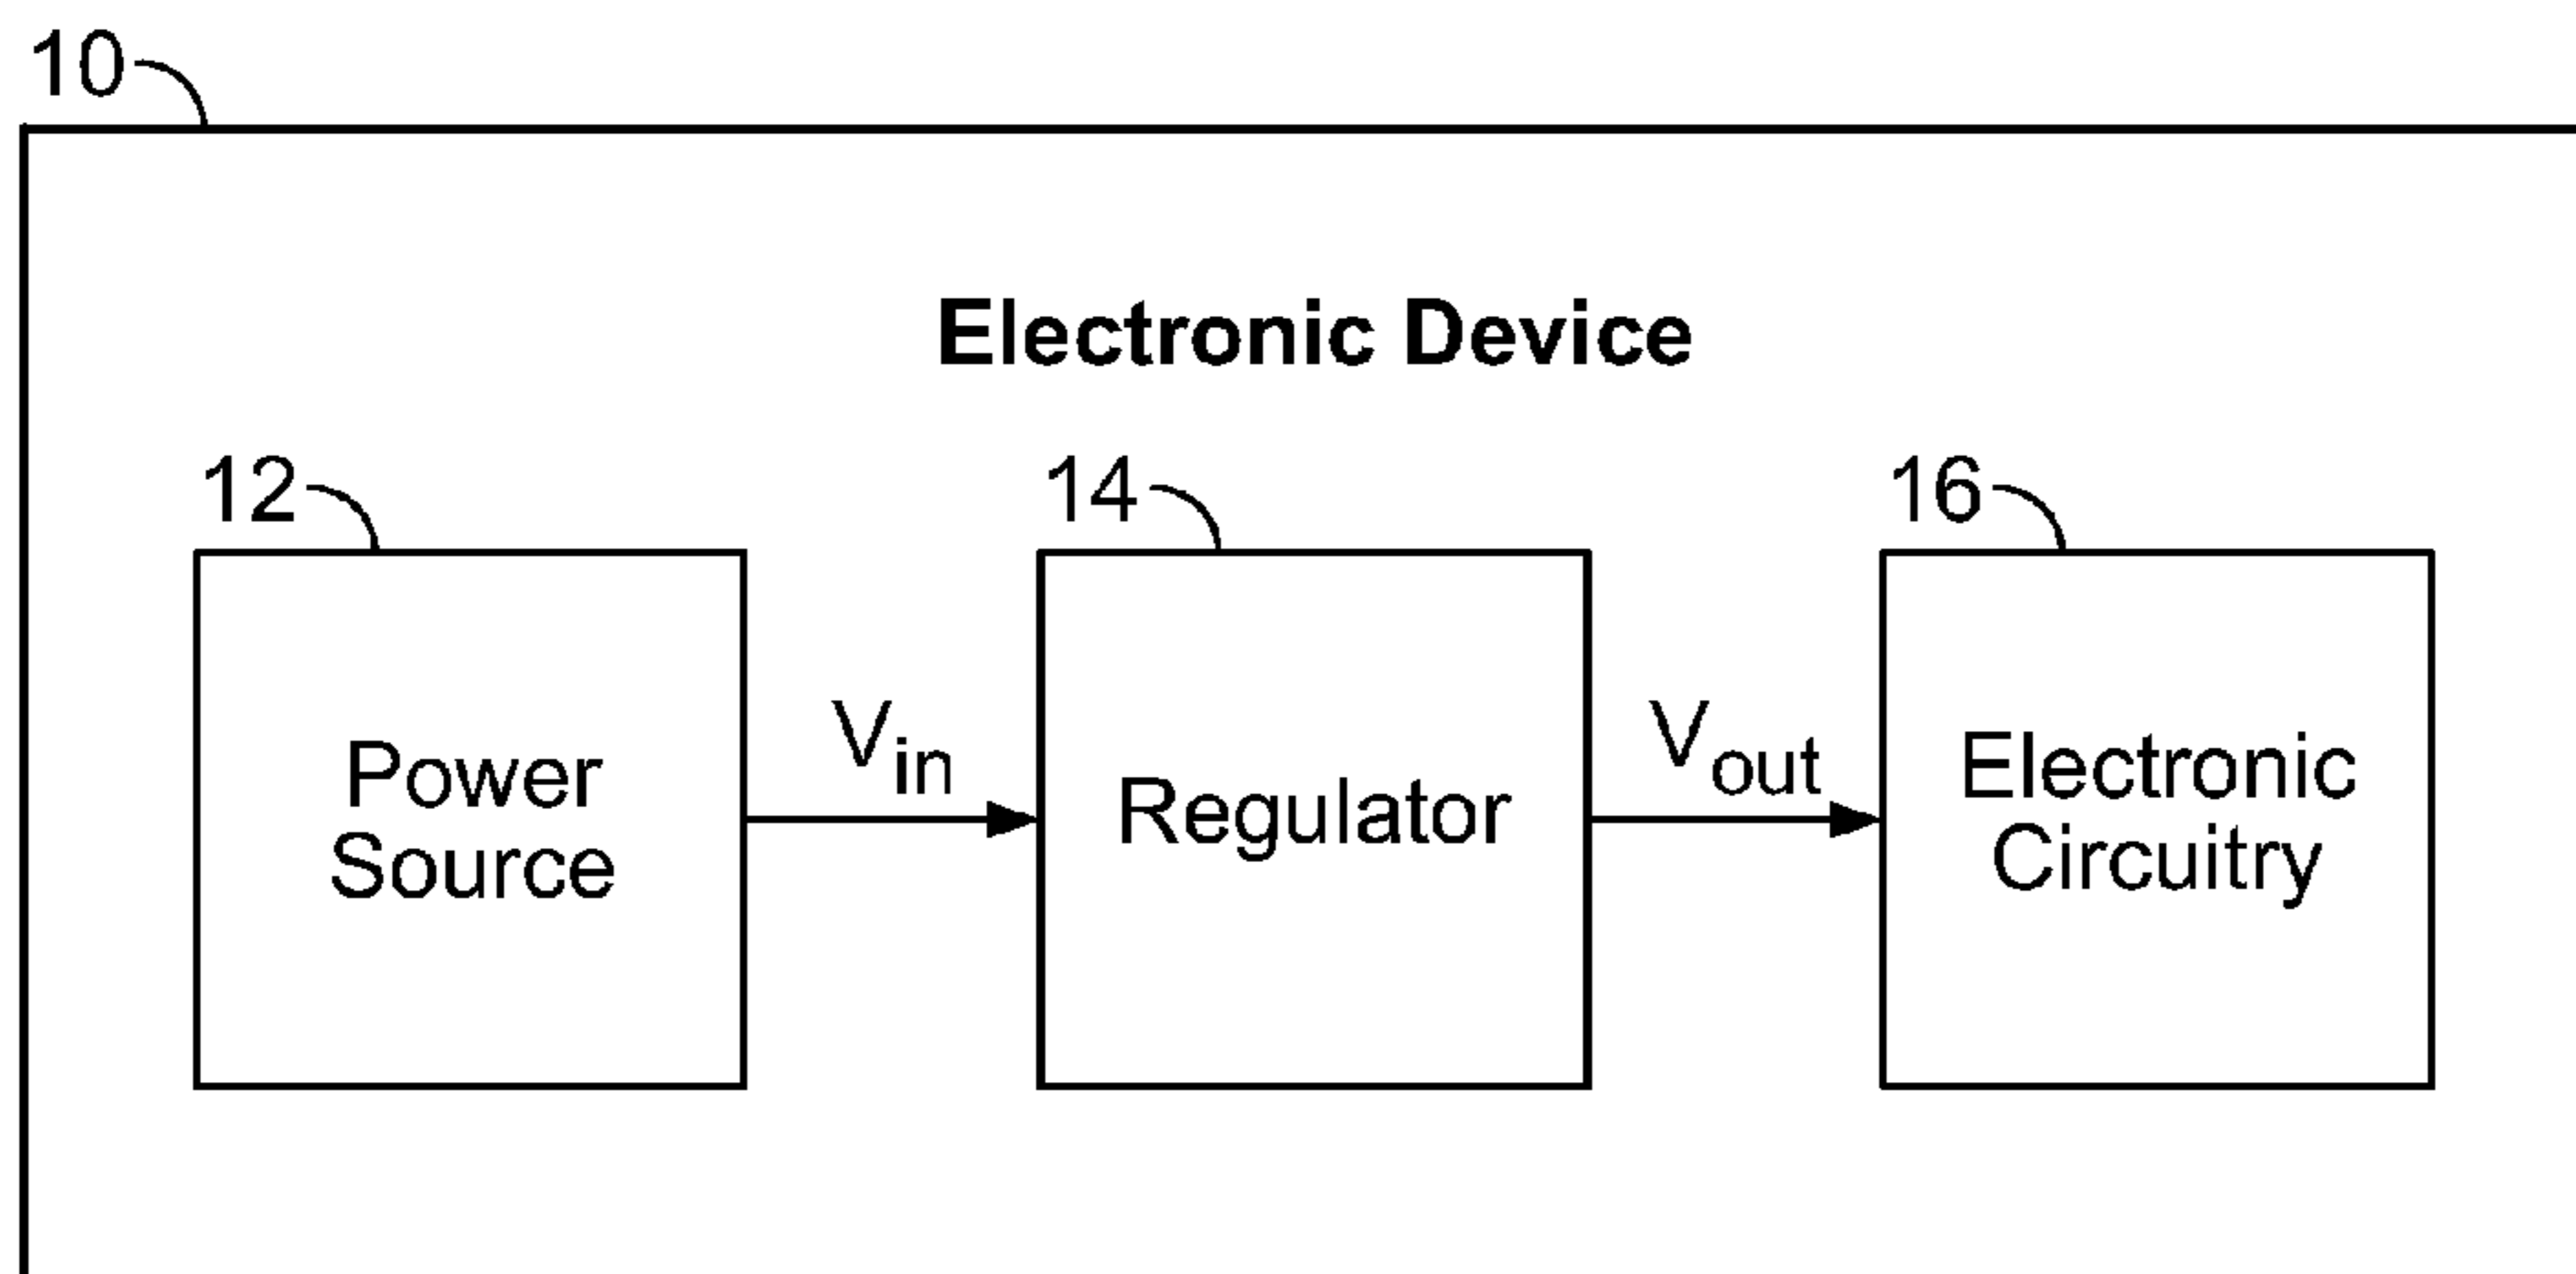 10
Electronic Device
12
14
16
Power
Source
Vin
Regulator
Vout
Electronic
Circuitry